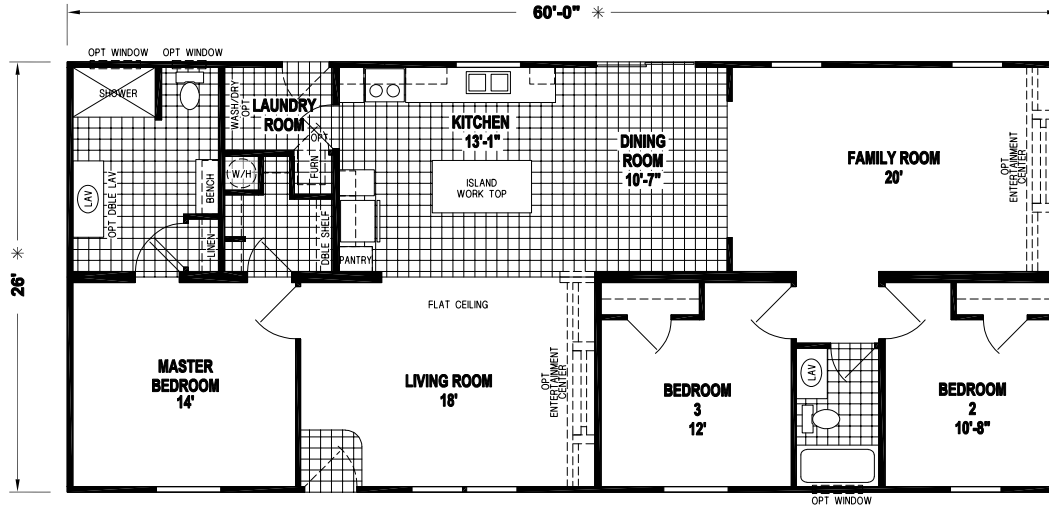 60'-0" *
OPT WINDOW
OPT WINDOW
SHOWER
WASH/DRY
OPT
LAUNDRY
ROOM
OPT
FURN
W/H
KITCHEN
13'-1"
ISLAND
WORK TOP
DINING
ROOM
10'-7"
FAMILY ROOM
20'
OPT
ENTERTAINMENT
CENTER
LAV
OPT DBLE LAV
BENCH
LINEN
DBLE SHELF
PANTRY
26' *
FLAT CEILING
MASTER
BEDROOM
14'
LIVING ROOM
18'
OPT
ENTERTAINMENT
CENTER
BEDROOM
3
12'
LAV
BEDROOM
2
10'-8"
OPT WINDOW